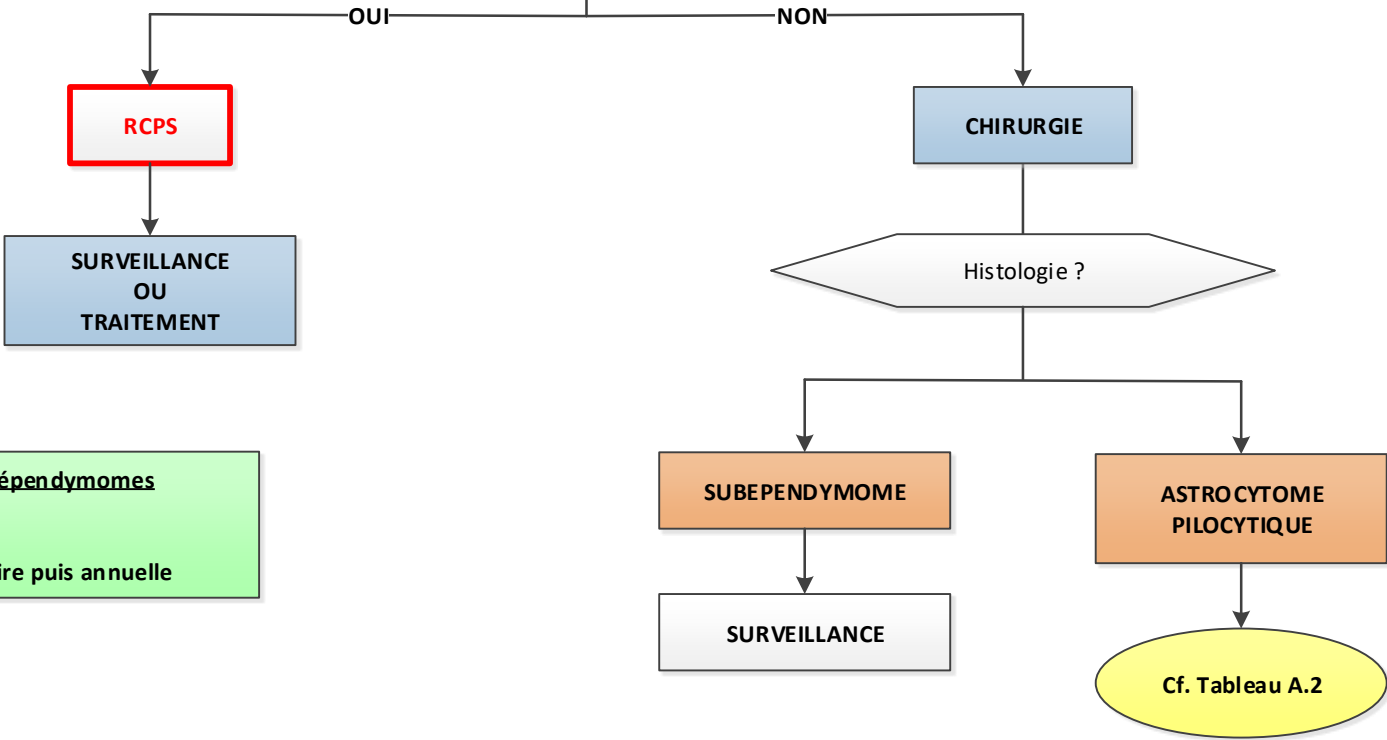 OUI
NON
RCPS
CHIRURGIE
SURVEILLANCE
OU
TRAITEMENT
Histologie ?
épendymomes
ire puis annuelle
SUBEPENDYMOME
ASTROCYTOME
PILOCYTIQUE
SURVEILLANCE
Cf. Tableau A.2